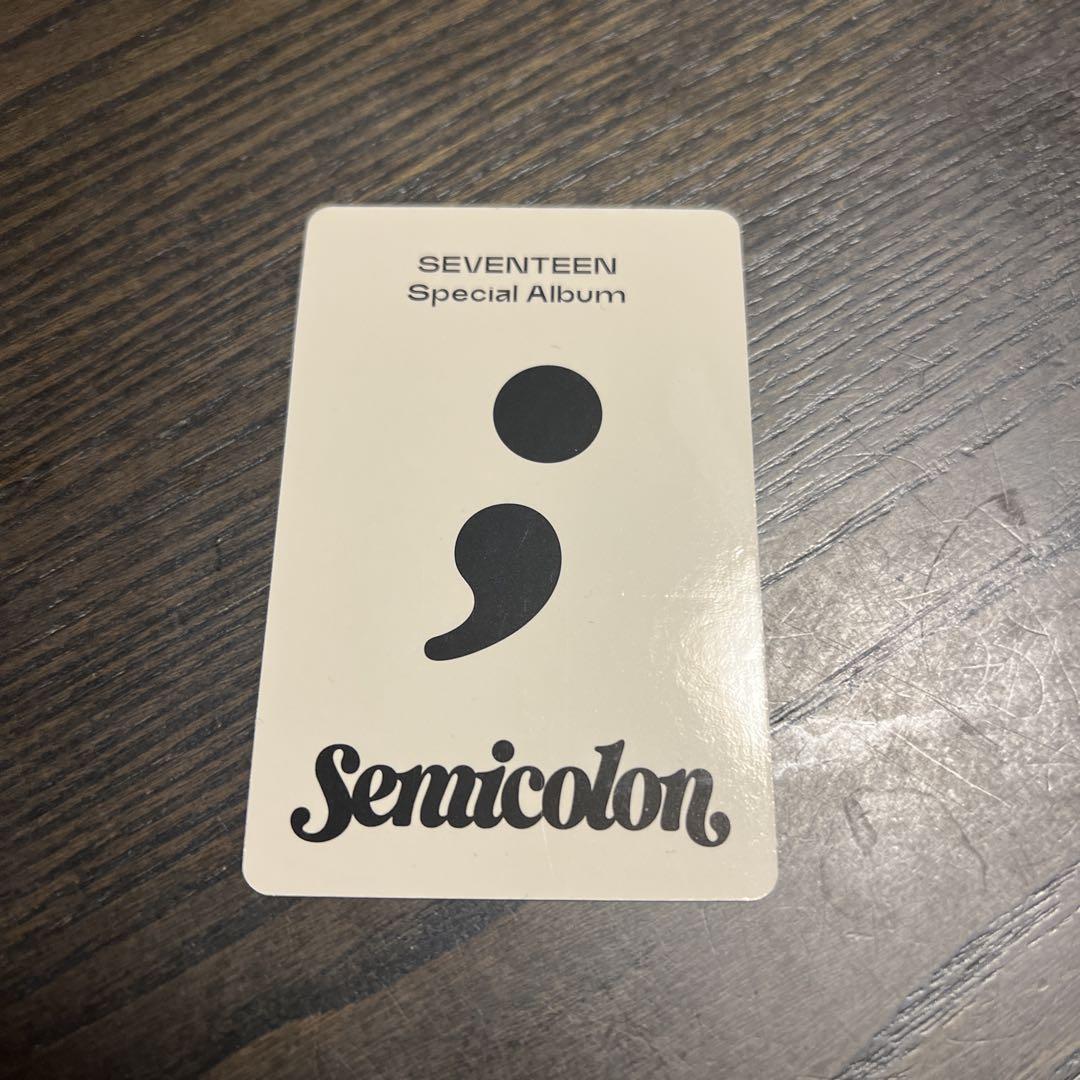 SEVENTEEN
Special Album
;
Semicolon